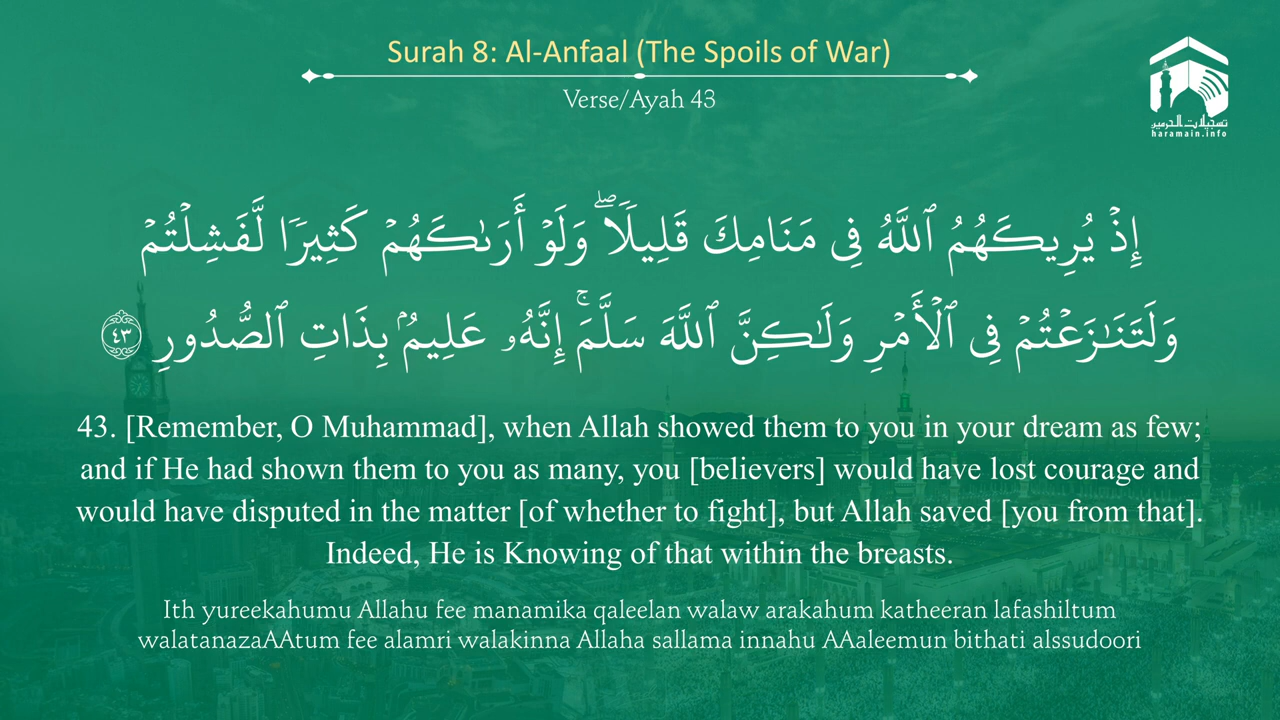 Surah 8: Al-Anfaal (The Spoils of War)
Verse/Ayah 43
تسجيلات الحرمين
haramain.info
إِذْ يُرِيكَهُمُ ٱللَّهُ فِى مَنَامِكَ قَلِيلًا ۖ وَلَوْ أَرَىٰكَهُمْ كَثِيرًا لَّفَشِلْتُمْ
وَلَتَنَـٰزَعْتُمْ فِى ٱلْأَمْرِ وَلَـٰكِنَّ ٱللَّهَ سَلَّمَ ۗ إِنَّهُۥ عَلِيمٌۢ بِذَاتِ ٱلصُّدُورِ ٤٣
43. [Remember, O Muhammad], when Allah showed them to you in your dream as few;
and if He had shown them to you as many, you [believers] would have lost courage and
would have disputed in the matter [of whether to fight], but Allah saved [you from that].
Indeed, He is Knowing of that within the breasts.
Ith yureekahumu Allahu fee manamika qaleelan walaw arakahum katheeran lafashiltum
walatanazaAAtum fee alamri walakinna Allaha sallama innahu AAaleemun bithati alssudoori